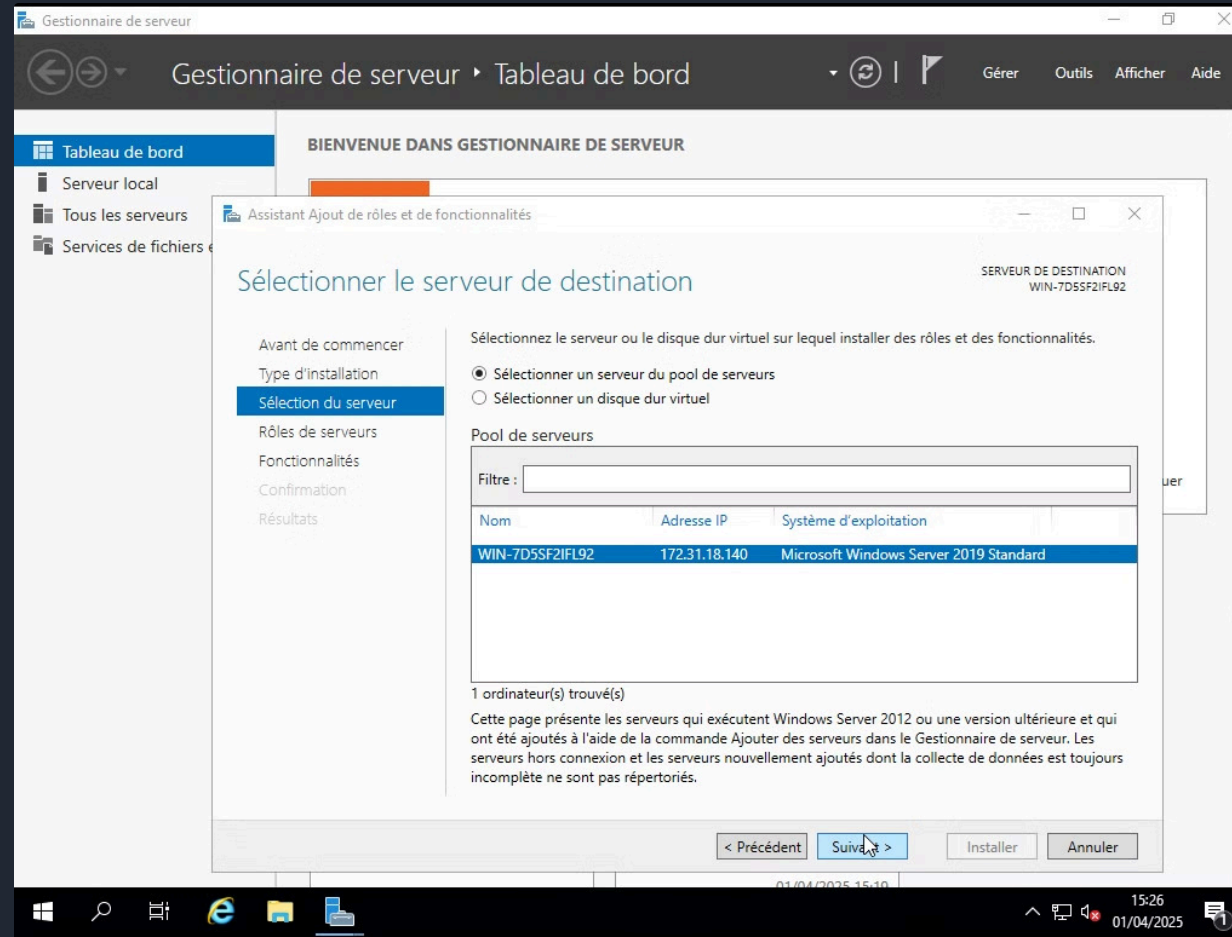 Gestionnaire de serveur
Gestionnaire de serveur ‣ Tableau de bord
Gérer Outils Afficher Aide
Tableau de bord
Serveur local
Tous les serveurs
Services de fichiers
BIENVENUE DANS GESTIONNAIRE DE SERVEUR
Assistant Ajout de rôles et de fonctionnalités
Sélectionner le serveur de destination
SERVEUR DE DESTINATION
WIN-7D5SF2IFL92
Avant de commencer
Type d'installation
Sélection du serveur
Rôles de serveurs
Fonctionnalités
Confirmation
Résultats
Sélectionnez le serveur ou le disque dur virtuel sur lequel installer des rôles et des fonctionnalités.
Sélectionner un serveur du pool de serveurs
Sélectionner un disque dur virtuel
Pool de serveurs
Filtre :
Nom Adresse IP Système d'exploitation
WIN-7D5SF2IFL92 172.31.18.140 Microsoft Windows Server 2019 Standard
1 ordinateur(s) trouvé(s)
Cette page présente les serveurs qui exécutent Windows Server 2012 ou une version ultérieure et qui
ont été ajoutés à l'aide de la commande Ajouter des serveurs dans le Gestionnaire de serveur. Les
serveurs hors connexion et les serveurs nouvellement ajoutés dont la collecte de données est toujours
incomplète ne sont pas répertoriés.
< Précédent Suivant > Installer Annuler
uer
01/04/2025 15:19
15:26
01/04/2025
1